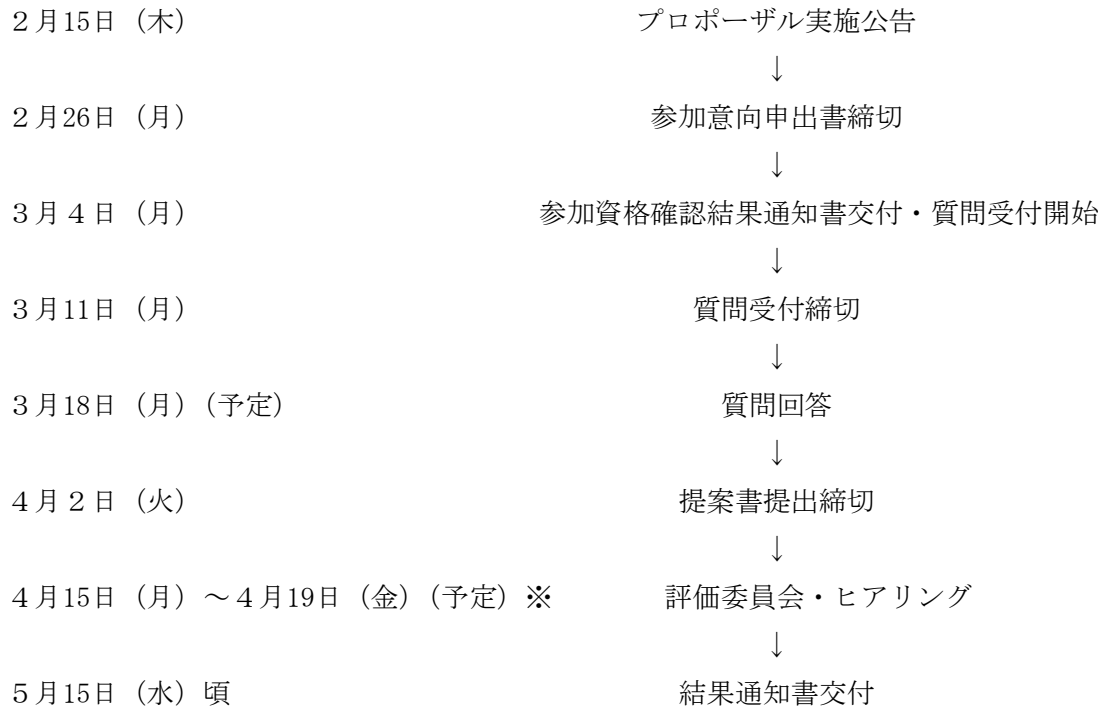 ２月15日（木） プロポーザル実施公告
↓
２月26日（月） 参加意向申出書締切
↓
３月４日（月） 参加資格確認結果通知書交付・質問受付開始
↓
３月11日（月） 質問受付締切
↓
３月18日（月）（予定） 質問回答
↓
４月２日（火） 提案書提出締切
↓
４月15日（月）～４月19日（金）（予定）※ 評価委員会・ヒアリング
↓
５月15日（水）頃 結果通知書交付